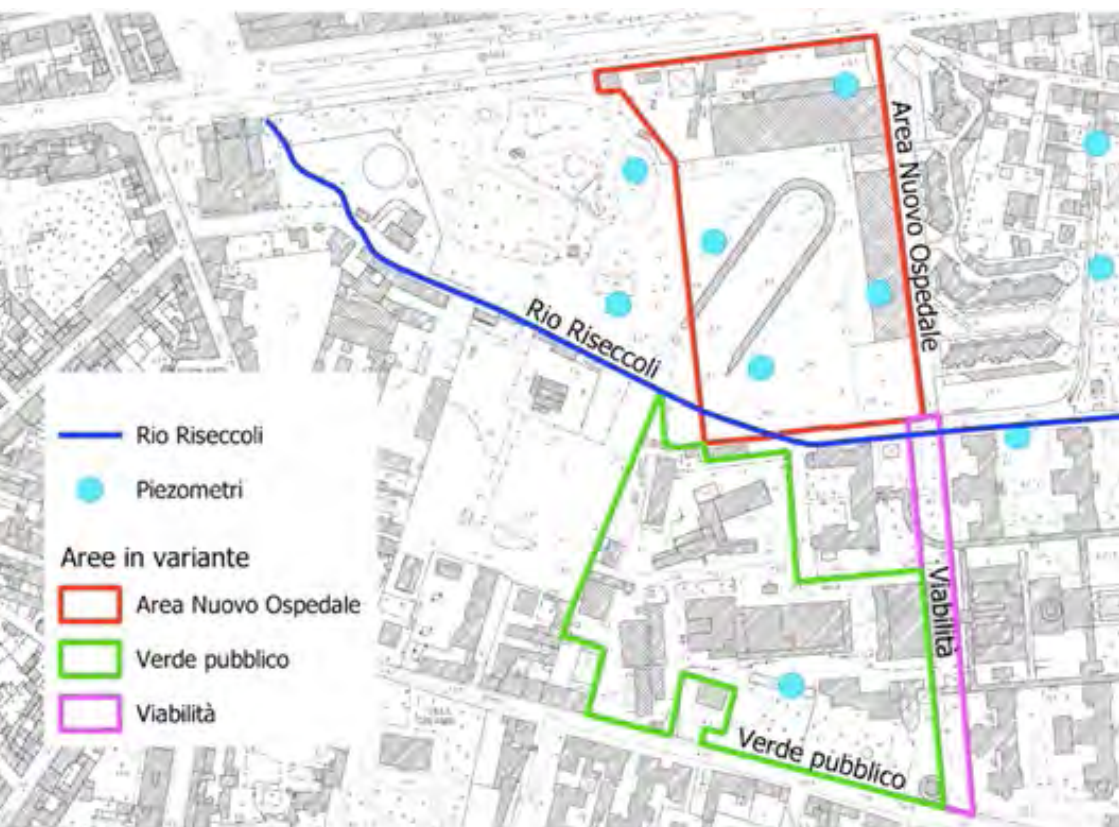 Area Nuovo Ospedale
Rio Riseccoli
Rio Riseccoli
Piezometri
Aree in variante
Area Nuovo Ospedale
Verde pubblico
Viabilità
Viabilità
Verde pubblico